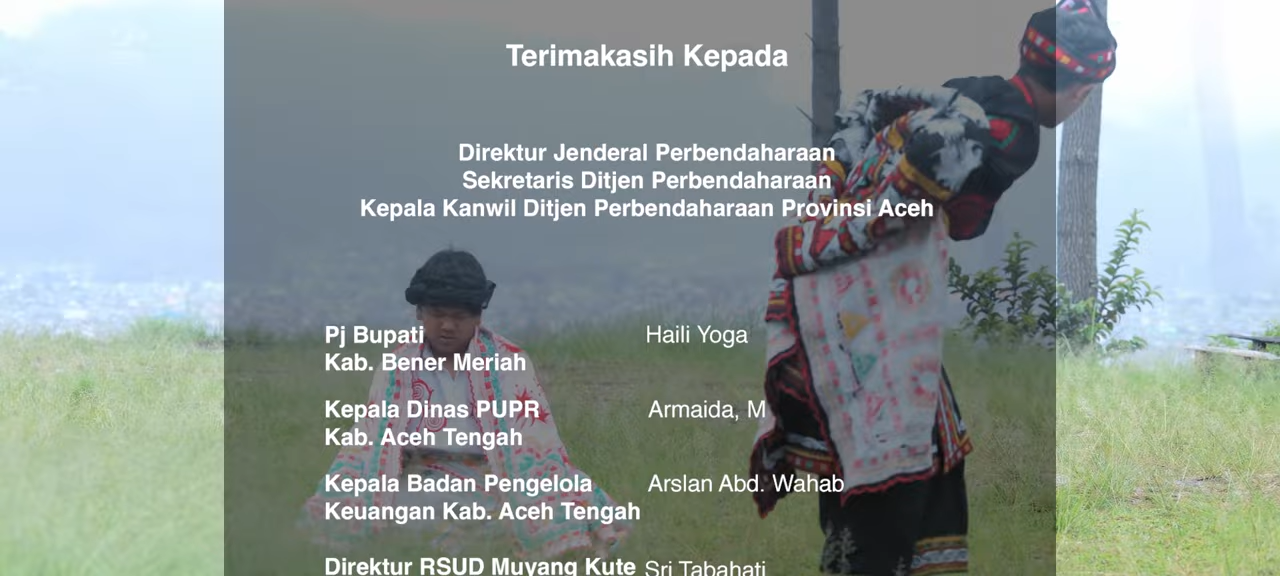 Terimakasih Kepada
Direktur Jenderal Perbendaharaan
Sekretaris Ditjen Perbendaharaan
Kepala Kanwil Ditjen Perbendaharaan Provinsi Aceh
Pj Bupati Haili Yoga
Kab. Bener Meriah
Kepala Dinas PUPR Armaida, M
Kab. Aceh Tengah
Kepala Badan Pengelola Arslan Abd. Wahab
Keuangan Kab. Aceh Tengah
Direktur RSUD Muyang Kute Sri Tabahati